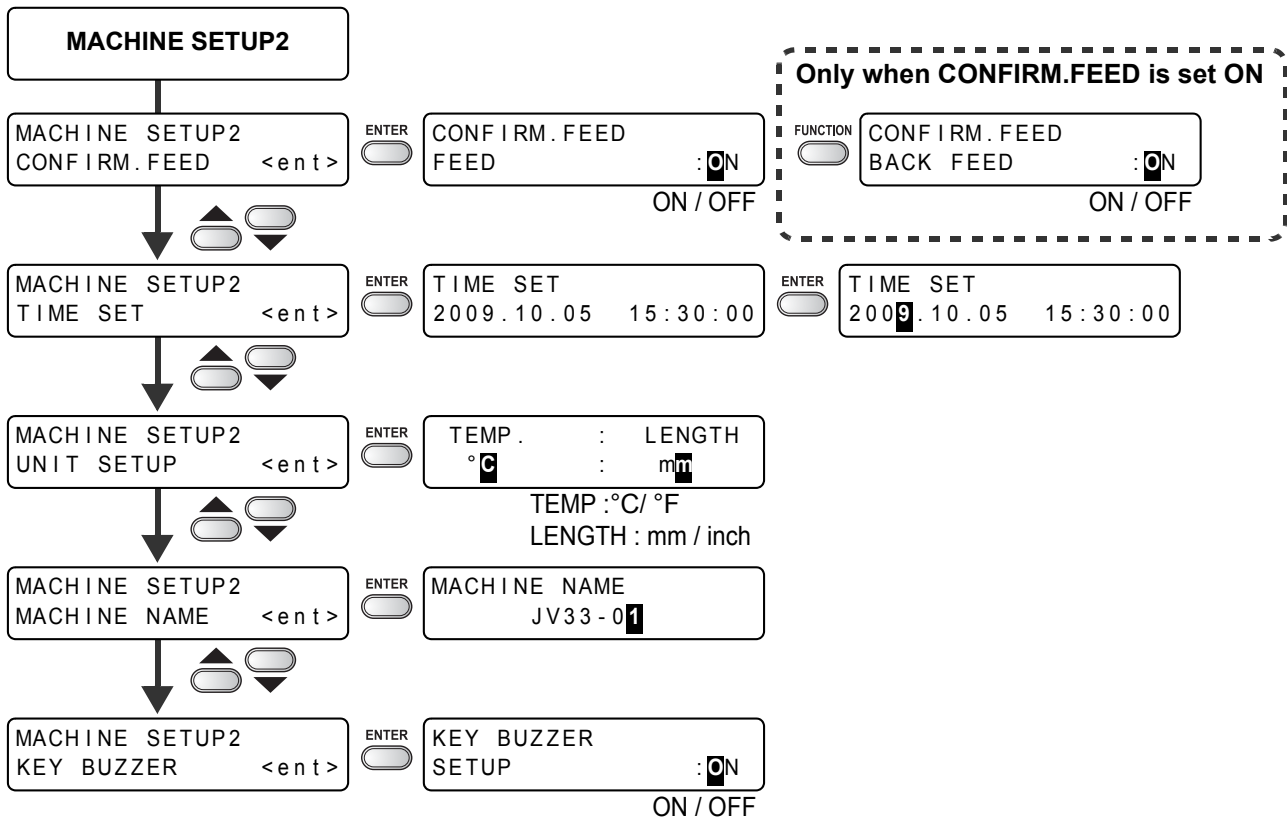 MACHINE SETUP2
Only when CONFIRM.FEED is set ON
MACHINE SETUP2
CONFIRM.FEED <ent>
ENTER
CONFIRM.FEED
FEED :ON
ON / OFF
FUNCTION
CONFIRM.FEED
BACK FEED :ON
ON / OFF
MACHINE SETUP2
TIME SET <ent>
ENTER
TIME SET
2009.10.05 15:30:00
ENTER
TIME SET
2009.10.05 15:30:00
MACHINE SETUP2
UNIT SETUP <ent>
ENTER
TEMP. : LENGTH
°C : mm
TEMP :°C/ °F
LENGTH : mm / inch
MACHINE SETUP2
MACHINE NAME <ent>
ENTER
MACHINE NAME
JV33-01
MACHINE SETUP2
KEY BUZZER <ent>
ENTER
KEY BUZZER
SETUP :ON
ON / OFF